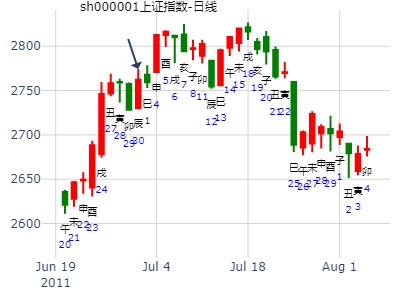 sh000001上证指数-日线
2800
2750
2700
2650
2600
午 未 申 酉 戌 丑 寅 卯 辰 巳 申 酉 戌 亥 子 卯 辰 巳 午 未 戌 亥 子 丑 寅 巳 午 未 申 酉 子 丑 寅 卯
20 21 22 23 24 27 28 29 30 1 4 5 6 7 8 11 12 13 14 15 18 19 20 21 22 25 26 27 28 29 1 2 3 4
Jun 19 Jul 4 Jul 18 Aug 1
2011